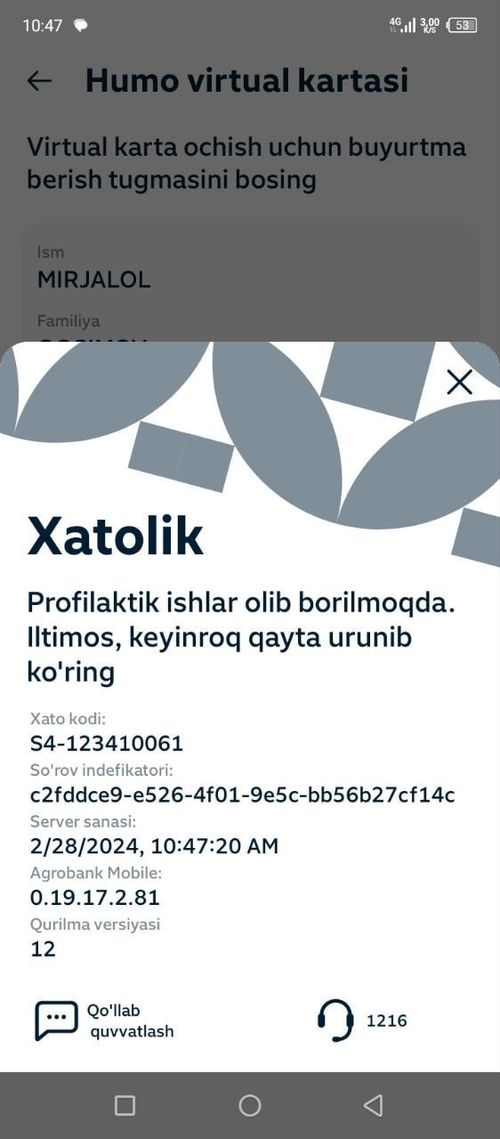 10:47
4G
3,00
K/S
53
Humo virtual kartasi
Virtual karta ochish uchun buyurtma
berish tugmasini bosing
Ism
MIRJALOL
Familiya
Xatolik
Profilaktik ishlar olib borilmoqda.
Iltimos, keyinroq qayta urunib
ko'ring
Xato kodi:
S4-123410061
So'rov indefikatori:
c2fddce9-e526-4f01-9e5c-bb56b27cf14c
Server sanasi:
2/28/2024, 10:47:20 AM
Agrobank Mobile:
0.19.17.2.81
Qurilma versiyasi
12
Qo'llab
quvvatlash
1216